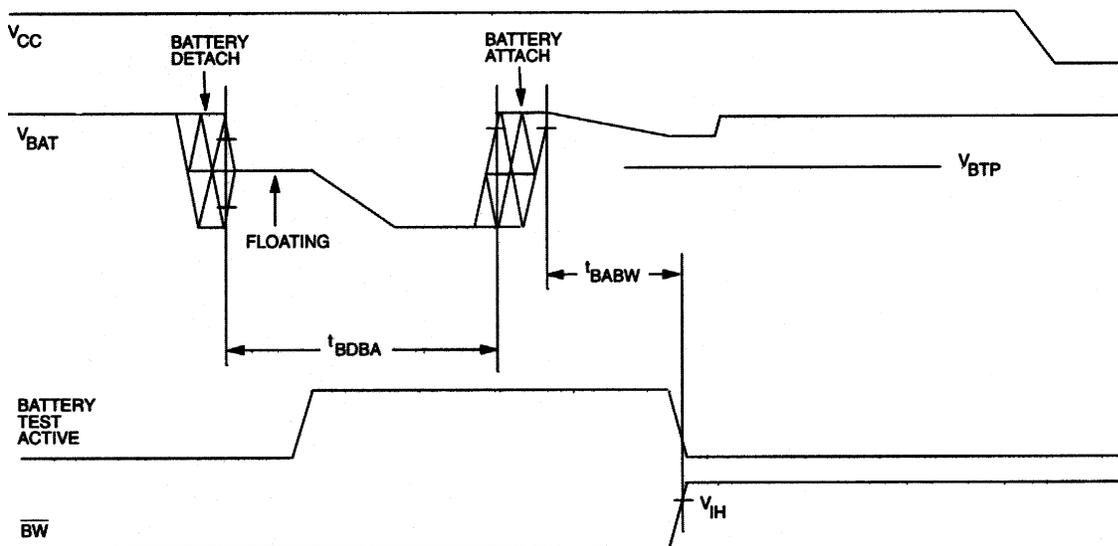 VCC
BATTERY
DETACH
BATTERY
ATTACH
VBAT
VBTP
FLOATING
tBABW
tBDBA
BATTERY
TEST
ACTIVE
VIH
BW